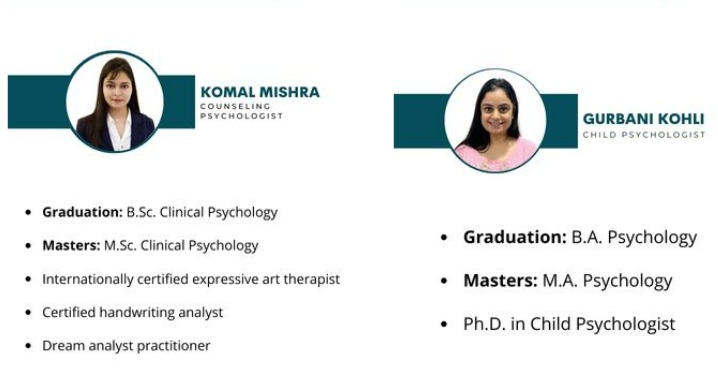 KOMAL MISHRA
COUNSELING
PSYCHOLOGIST
Graduation: B.Sc. Clinical Psychology
Masters: M.Sc. Clinical Psychology
Internationally certified expressive art therapist
Certified handwriting analyst
Dream analyst practitioner
GURBANI KOHLI
CHILD PSYCHOLOGIST
Graduation: B.A. Psychology
Masters: M.A. Psychology
Ph.D. in Child Psychologist